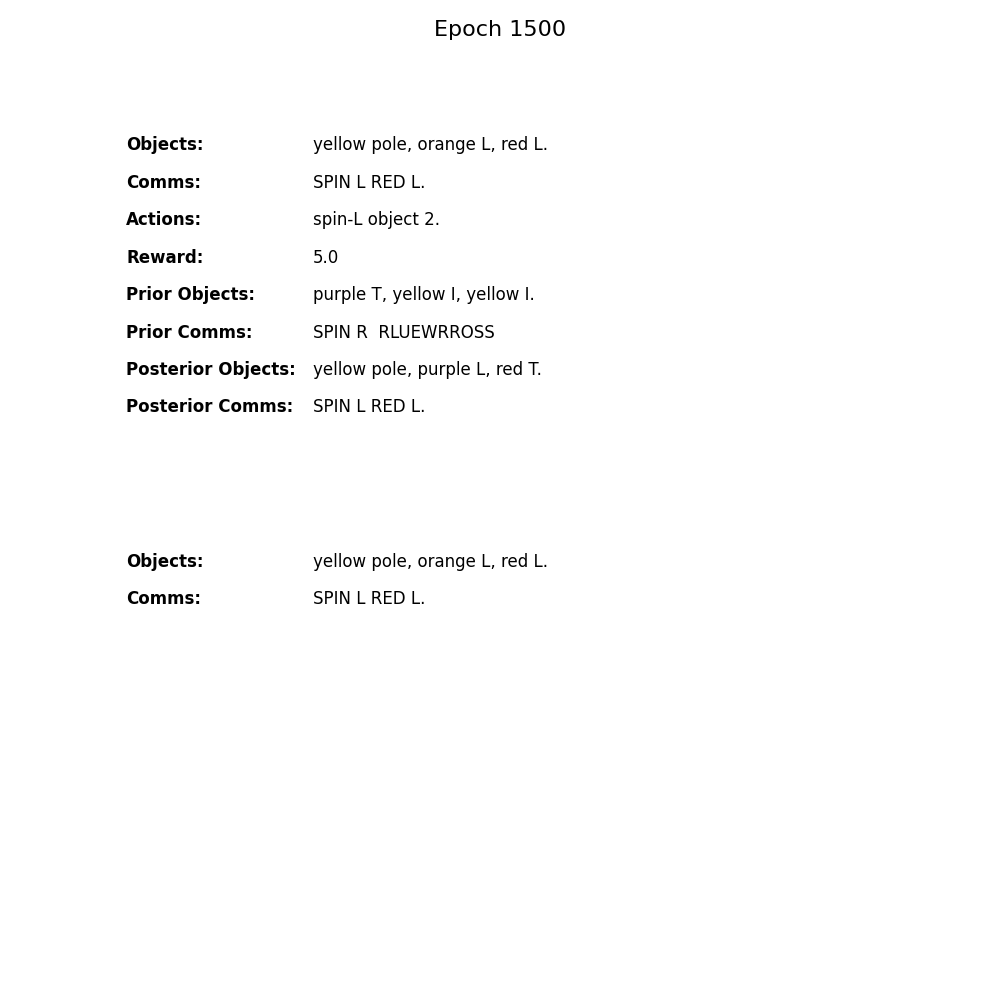 Epoch 1500
Objects: yellow pole, orange L, red L.
Comms: SPIN L RED L.
Actions: spin-L object 2.
Reward: 5.0
Prior Objects: purple T, yellow I, yellow I.
Prior Comms: SPIN R  RLUEWRROSS
Posterior Objects: yellow pole, purple L, red T.
Posterior Comms: SPIN L RED L.
Objects: yellow pole, orange L, red L.
Comms: SPIN L RED L.